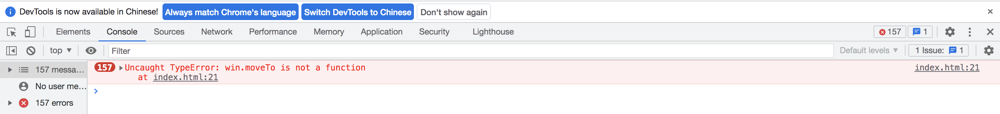 DevTools is now available in Chinese! Always match Chrome's language Switch DevTools to Chinese Don't show again
Elements Console Sources Network Performance Memory Application Security Lighthouse 157 1
top Filter Default levels 1 Issue: 1
157 messa…
157 Uncaught TypeError: win.moveTo is not a function index.html:21
at index.html:21
No user me…
157 errors